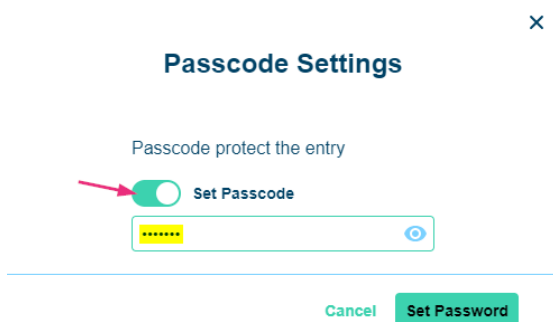 Passcode Settings
Passcode protect the entry
Set Passcode
•••••••
Cancel Set Password